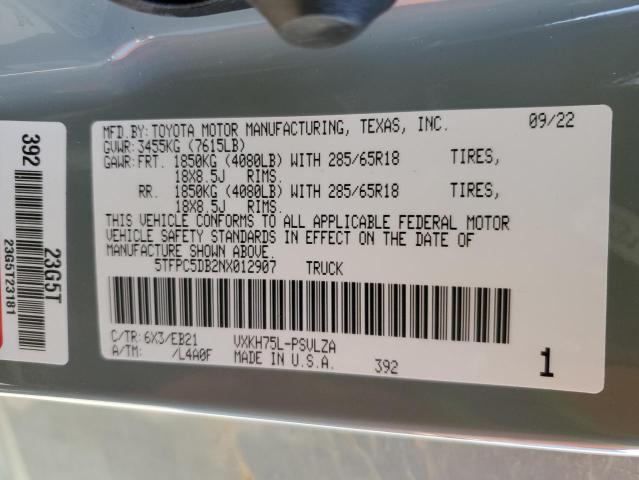 MFD.BY: TOYOTA MOTOR MANUFACTURING, TEXAS, INC. 09/22
GVWR: 3455KG (7615LB)
GAWR: FRT. 1850KG (4080LB) WITH 285/65R18 TIRES,
18X8.5J RIMS.
RR. 1850KG (4080LB) WITH 285/65R18 TIRES,
18X8.5J RIMS.
THIS VEHICLE CONFORMS TO ALL APPLICABLE FEDERAL MOTOR
VEHICLE SAFETY STANDARDS IN EFFECT ON THE DATE OF
MANUFACTURE SHOWN ABOVE.
5TFPC5DB2NX012907 TRUCK
C/TR: 6X3/EB21 VXKH75L-PSVLZA
A/TM: /L4A0F MADE IN U.S.A. 392 1
392
23G5T
23G5T23181